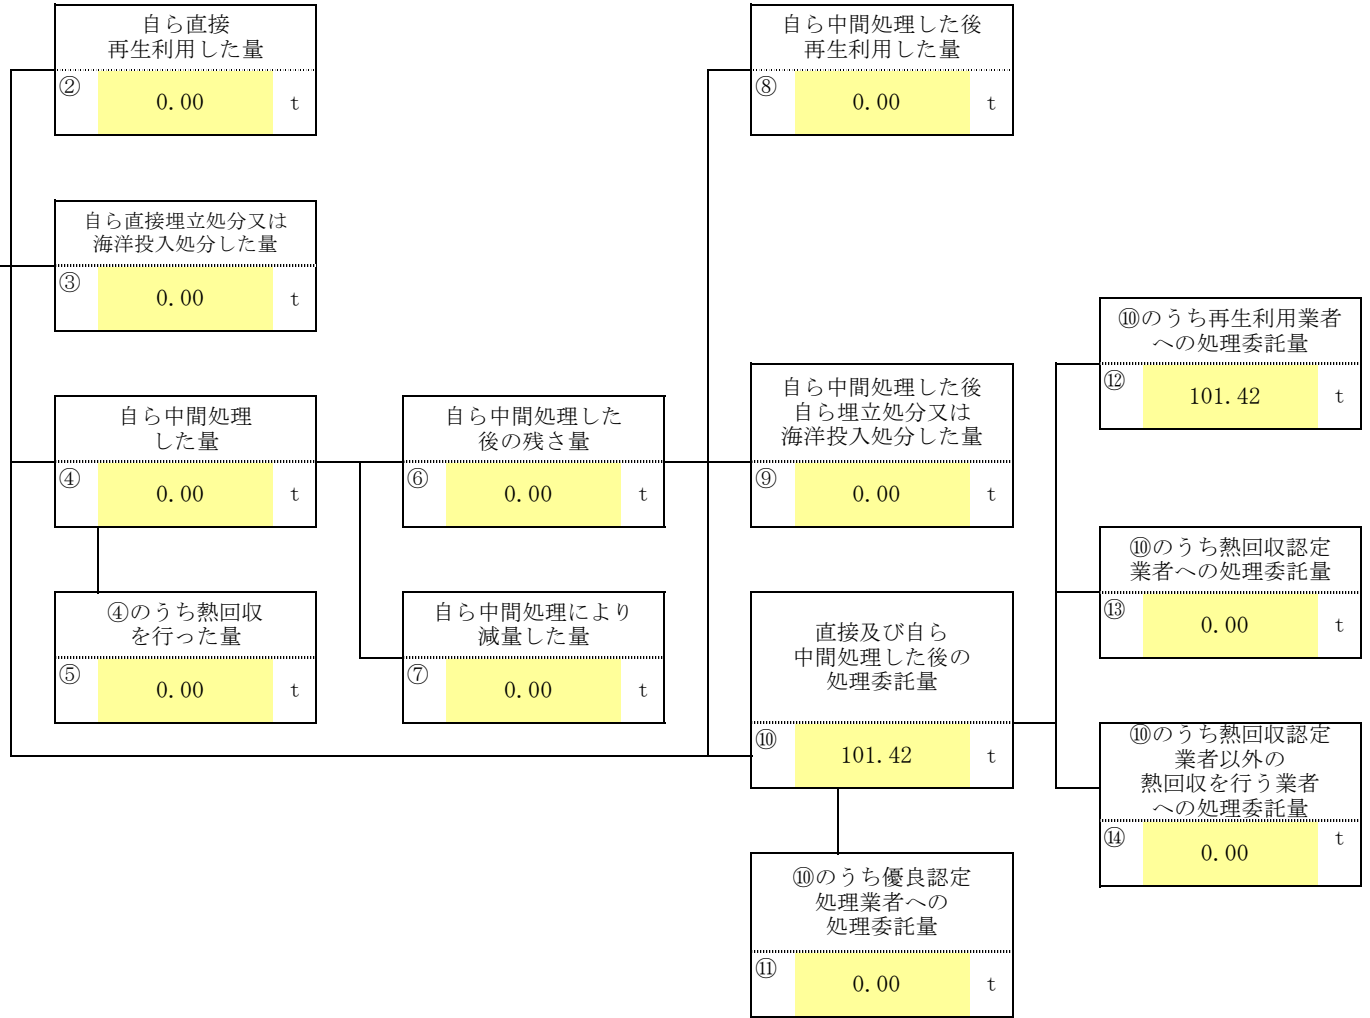 自ら直接
再生利用した量
②
0.00
t
自ら中間処理した後
再生利用した量
⑧
0.00
t
自ら直接埋立処分又は
海洋投入処分した量
③
0.00
t
⑩のうち再生利用業者
への処理委託量
⑫
101.42
t
自ら中間処理
した量
④
0.00
t
自ら中間処理した
後の残さ量
⑥
0.00
t
自ら中間処理した後
自ら埋立処分又は
海洋投入処分した量
⑨
0.00
t
⑩のうち熱回収認定
業者への処理委託量
⑬
0.00
t
④のうち熱回収
を行った量
⑤
0.00
t
自ら中間処理により
減量した量
⑦
0.00
t
直接及び自ら
中間処理した後の
処理委託量
⑩
101.42
t
⑩のうち熱回収認定
業者以外の
熱回収を行う業者
への処理委託量
⑭
0.00
t
⑩のうち優良認定
処理業者への
処理委託量
⑪
0.00
t